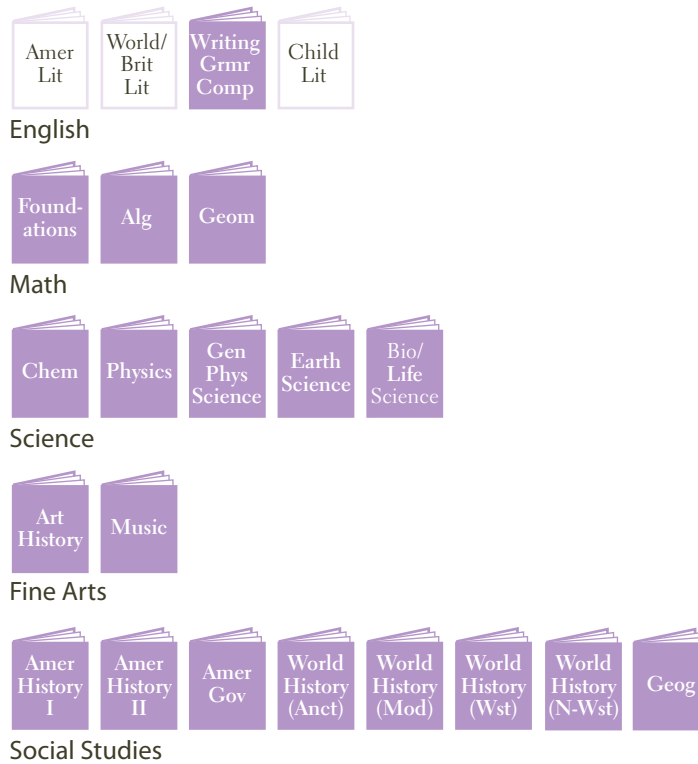 Amer
Lit
World/
Brit
Lit
Writing
Grmr
Comp
Child
Lit
English
Found-
ations
Alg
Geom
Math
Chem
Physics
Gen
Phys
Science
Earth
Science
Bio/
Life
Science
Science
Art
History
Music
Fine Arts
Amer
History
I
Amer
History
II
Amer
Gov
World
History
(Anct)
World
History
(Mod)
World
History
(Wst)
World
History
(N-Wst)
Geog
Social Studies